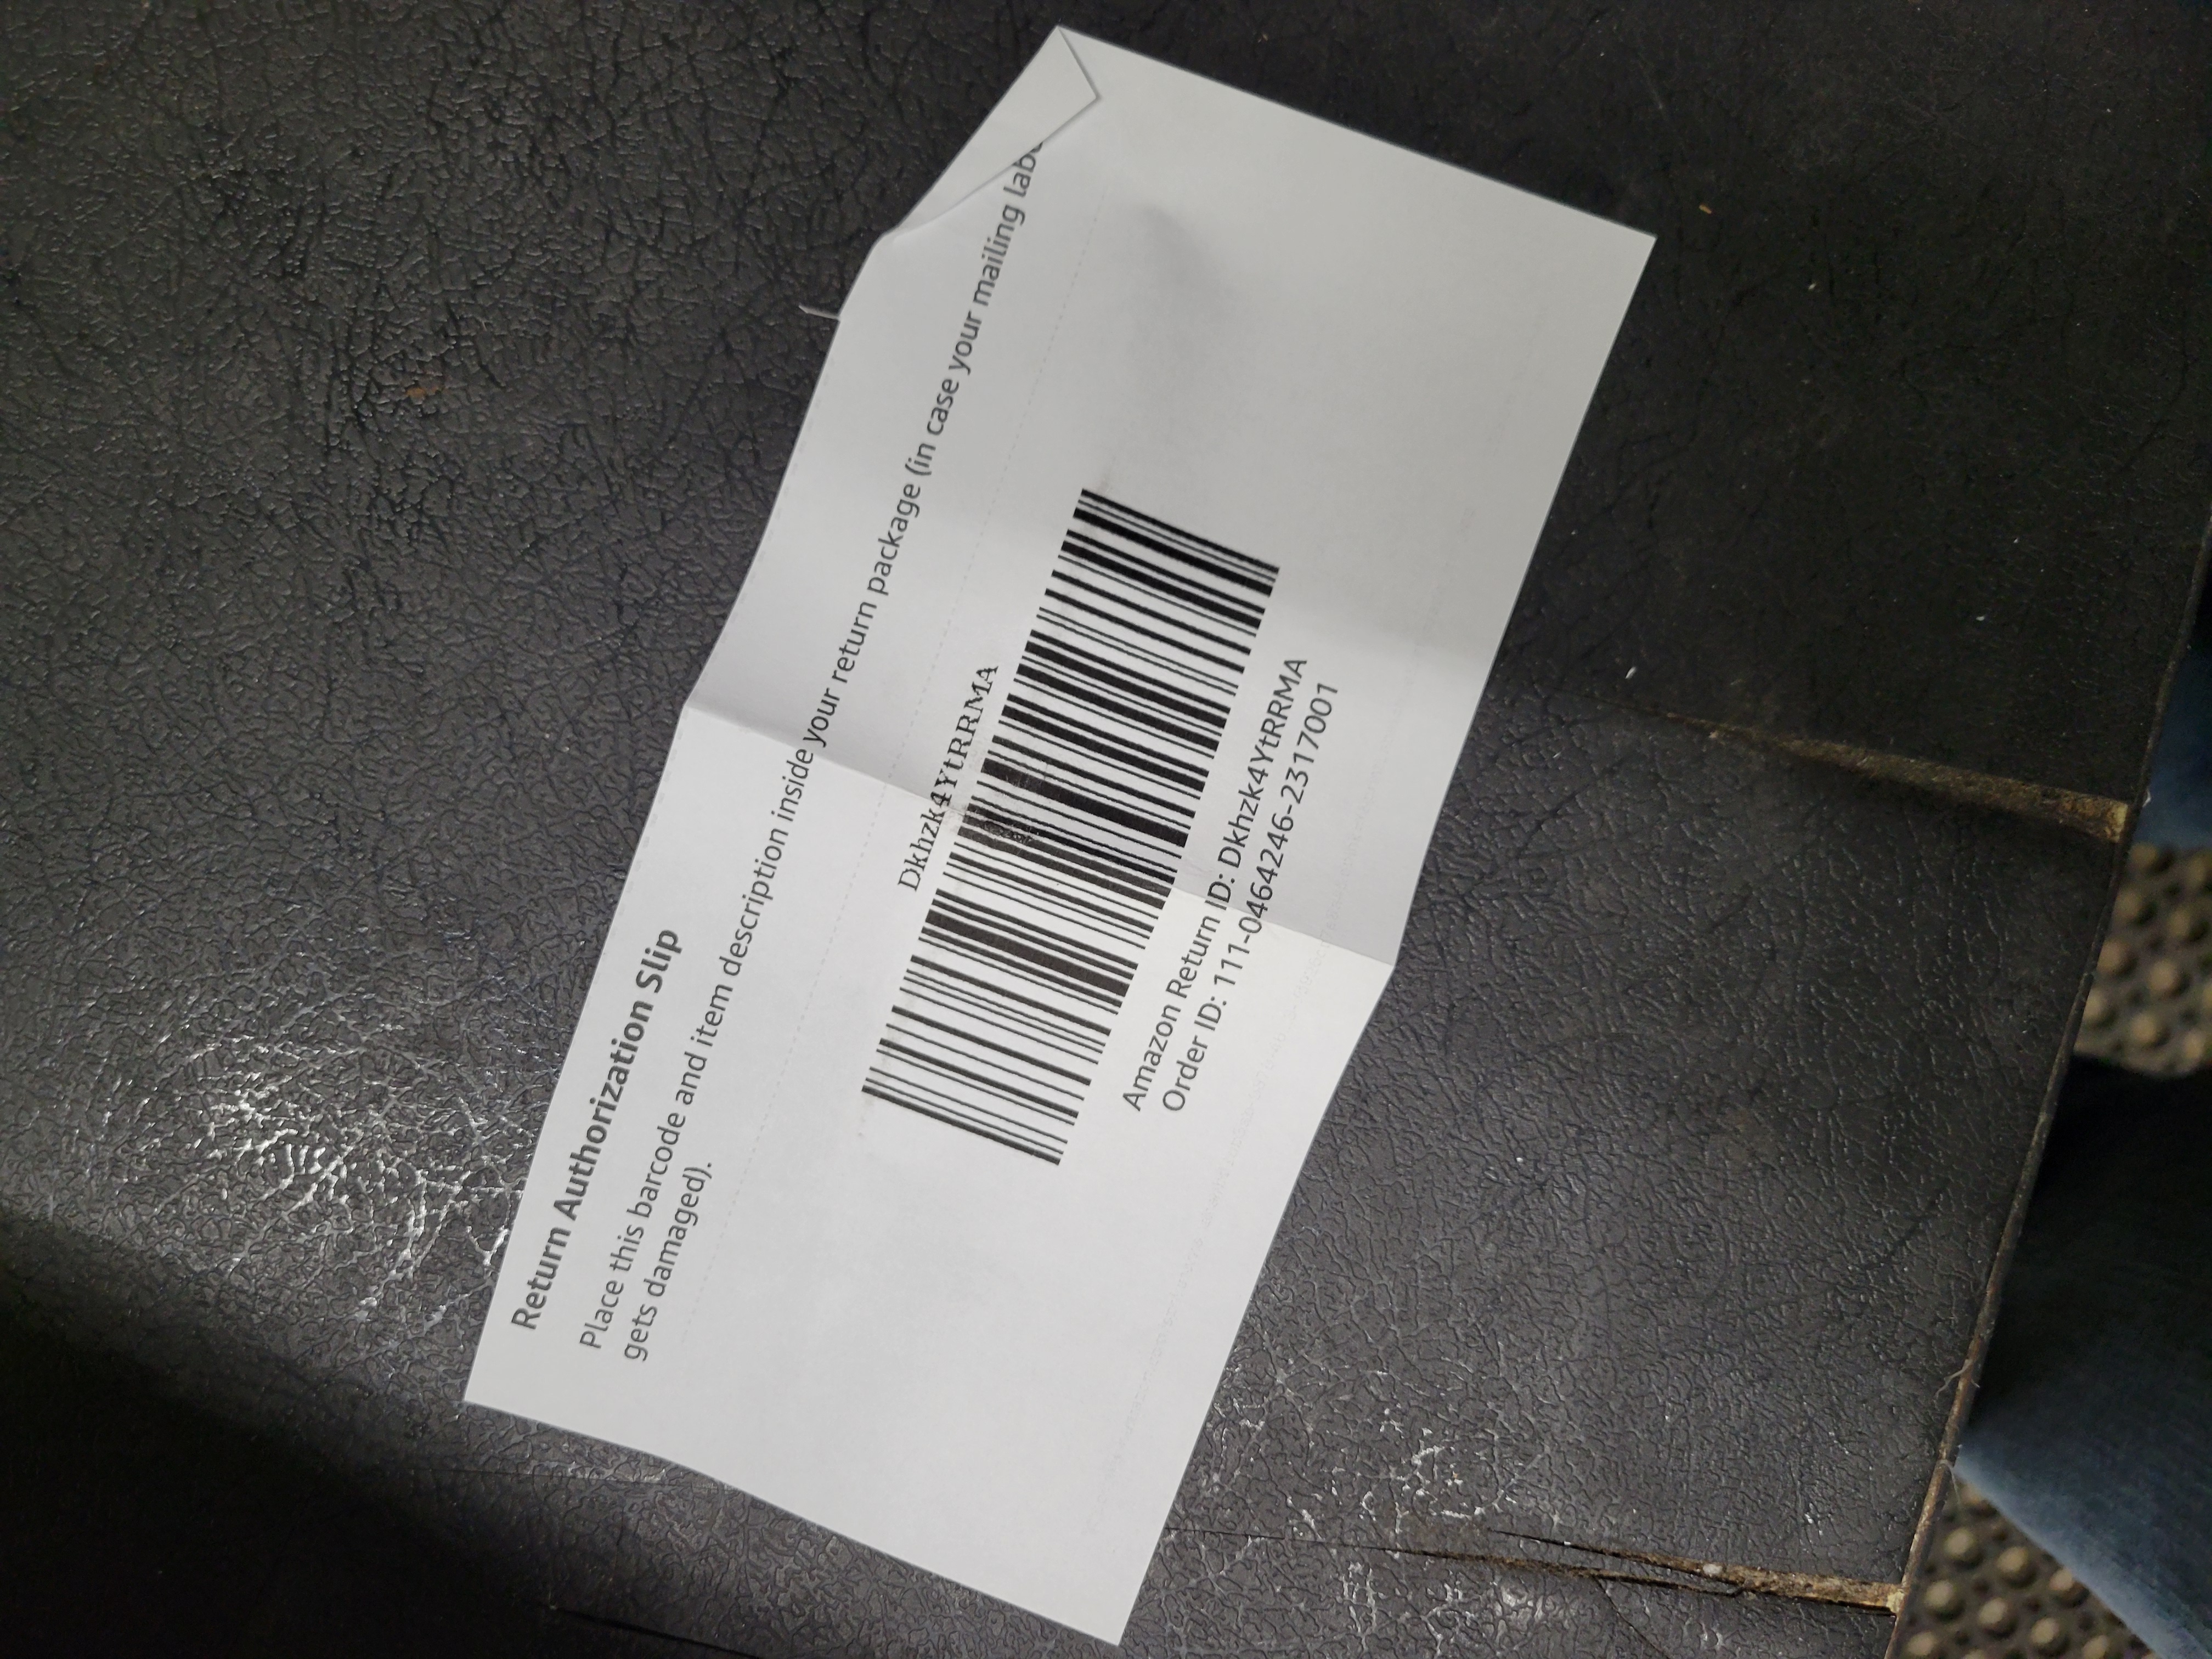 Return Authorization Slip
Place this barcode and item description inside your return package (in case your mailing
gets damaged).
Dkhzk4YtRRMA
Amazon Return ID: Dkhzk4YtRRMA
Order ID: 111-0464246-2317001